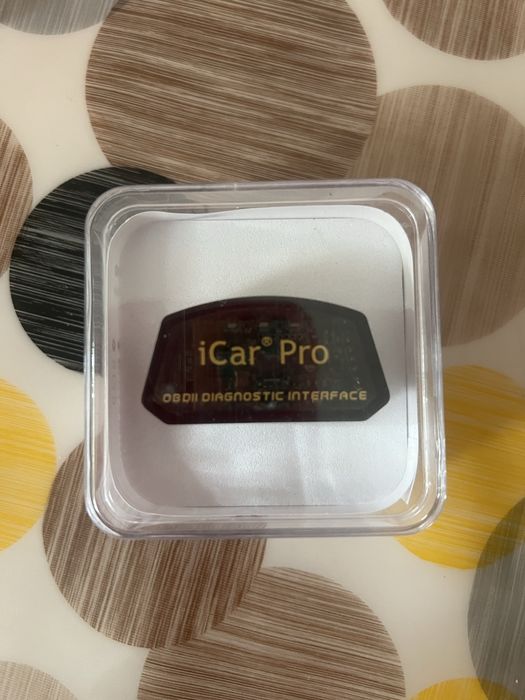 iCar® Pro
OBDII DIAGNOSTIC INTERFACE